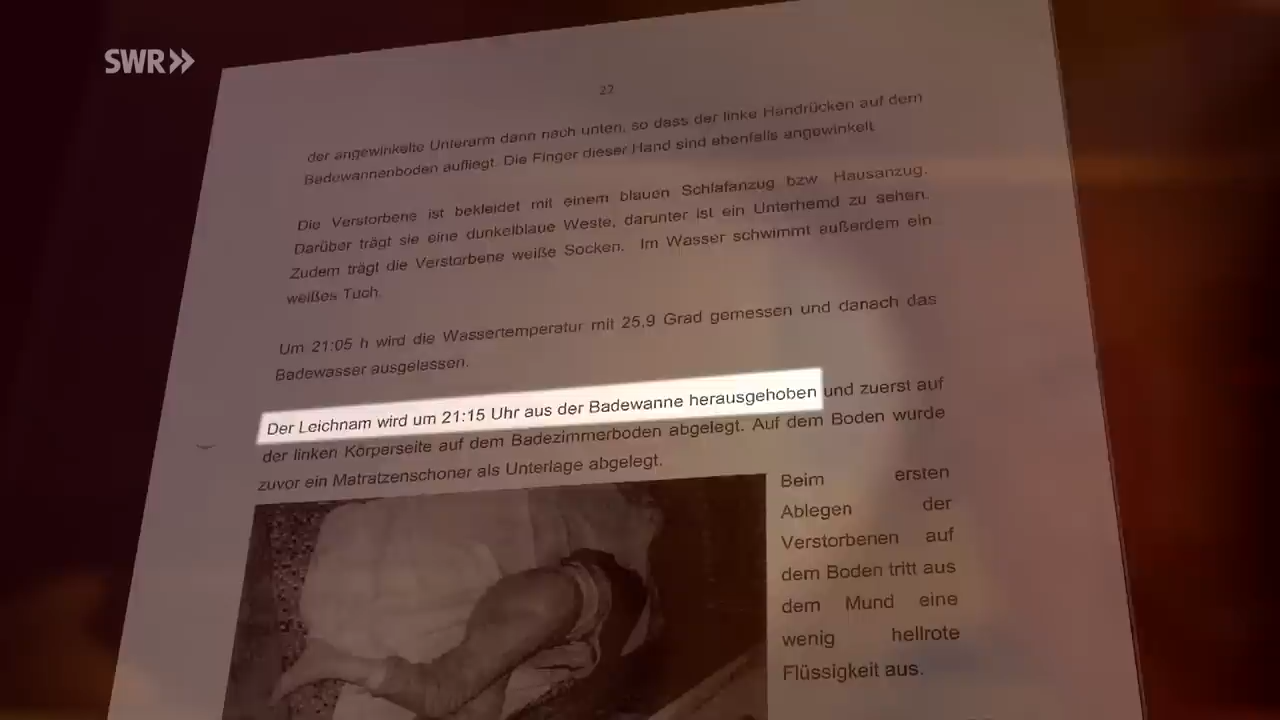 SWR
22
der angewinkelte Unterarm dann nach unten, so dass der linke Handrücken auf dem
Badewannenboden aufliegt. Die Finger dieser Hand sind ebenfalls angewinkelt.
Die Verstorbene ist bekleidet mit einem blauen Schlafanzug bzw. Hausanzug.
Darüber trägt sie eine dunkelblaue Weste, darunter ist ein Unterhemd zu sehen.
Zudem trägt die Verstorbene weiße Socken. Im Wasser schwimmt außerdem ein
weißes Tuch.
Um 21:05 h wird die Wassertemperatur mit 25,9 Grad gemessen und danach das
Badewasser ausgelassen.
Der Leichnam wird um 21:15 Uhr aus der Badewanne herausgehoben und zuerst auf
der linken Körperseite auf dem Badezimmerboden abgelegt. Auf dem Boden wurde
zuvor ein Matratzenschoner als Unterlage abgelegt.
Beim ersten
Ablegen der
Verstorbenen auf
dem Boden tritt aus
dem Mund eine
wenig hellrote
Flüssigkeit aus.